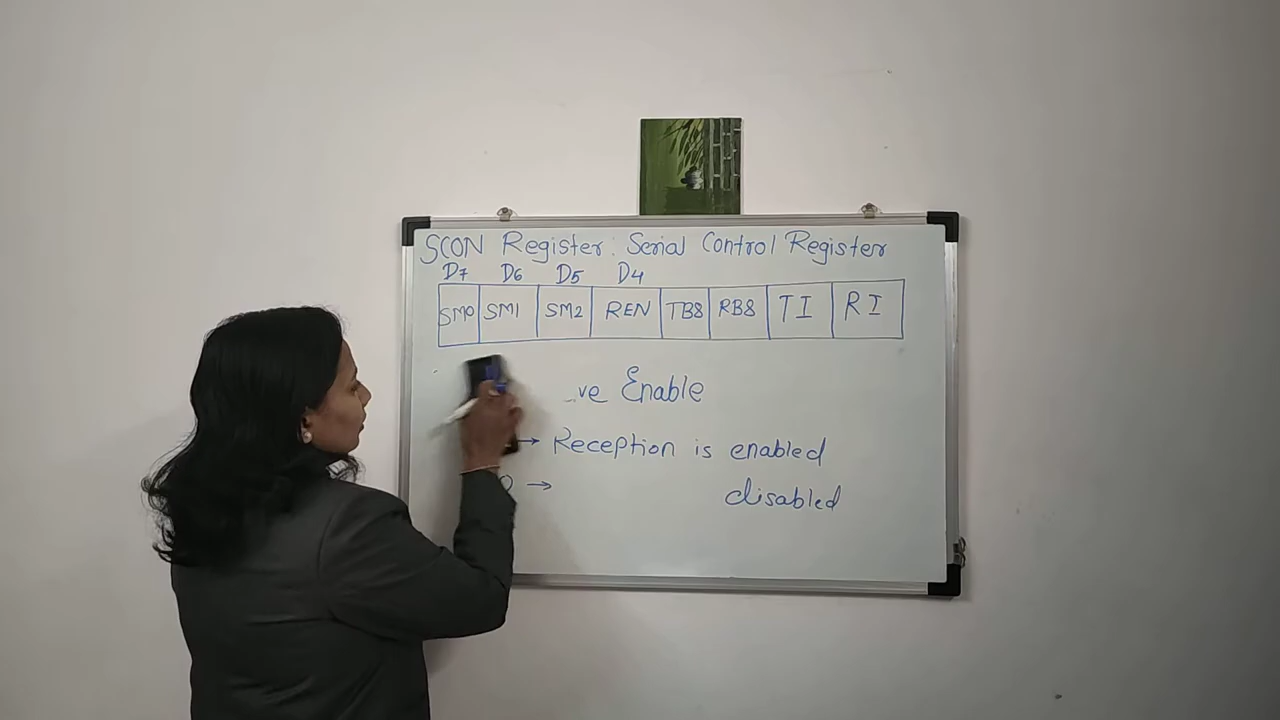 SCON Register: Serial Control Register
D7 D6 D5 D4
SM0 SM1 SM2 REN TB8 RB8 TI RI
ve Enable
→ Reception is enabled
0 → disabled